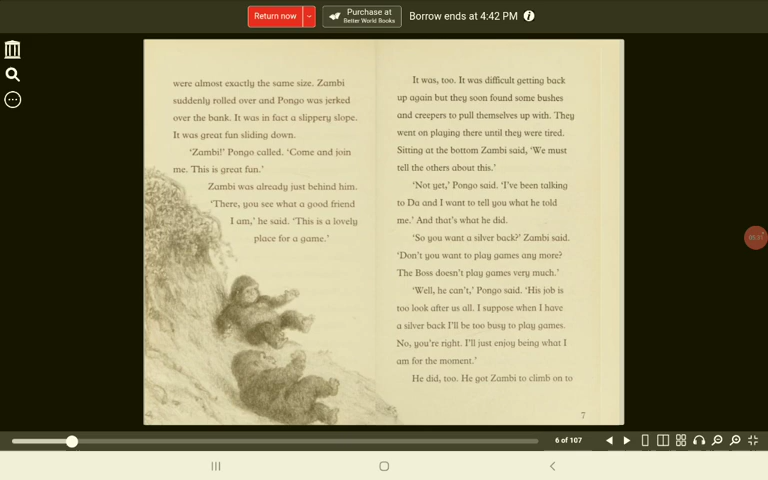 Return now
Purchase at
Better World Books
Borrow ends at 4:42 PM
were almost exactly the same size. Zambi
suddenly rolled over and Pongo was jerked
over the bank. It was in fact a slippery slope.
It was great fun sliding down.
‘Zambi!’ Pongo called. ‘Come and join
me. This is great fun.’
Zambi was already just behind him.
‘There, you see what a good friend
I am,’ he said. ‘This is a lovely
place for a game.’
It was, too. It was difficult getting back
up again but they soon found some bushes
and creepers to pull themselves up with. They
went on playing there until they were tired.
Sitting at the bottom Zambi said, ‘We must
tell the others about this.’
‘Not yet,’ Pongo said. ‘I’ve been talking
to Da and I want to tell you what he told
me.’ And that’s what he did.
‘So you want a silver back?’ Zambi said.
‘Don’t you want to play games any more?
The Boss doesn’t play games very much.’
‘Well, he can’t,’ Pongo said. ‘His job is
too look after us all. I suppose when I have
a silver back I’ll be too busy to play games.
No, you’re right. I’ll just enjoy being what I
am for the moment.’
He did, too. He got Zambi to climb on to
7
6 of 107